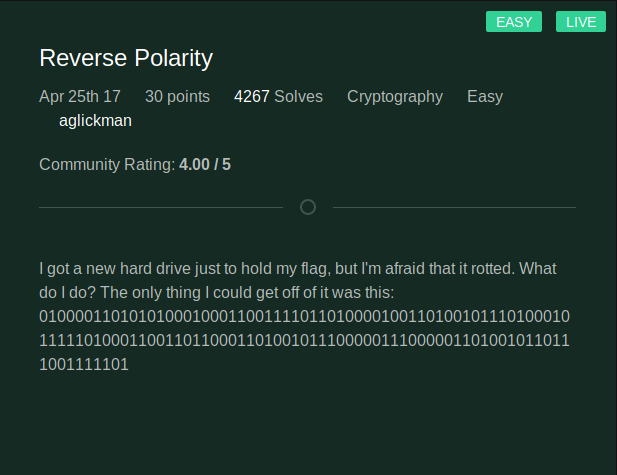 EASY LIVE
Reverse Polarity
Apr 25th 17 30 points 4267 Solves Cryptography Easy
aglickman
Community Rating: 4.00 / 5
I got a new hard drive just to hold my flag, but I'm afraid that it rotted. What
do I do? The only thing I could get off of it was this:
01000011010101000100011001111011010000100110100101110100010
11111010001100110110001101001011100000111000001101001011011
1001111101